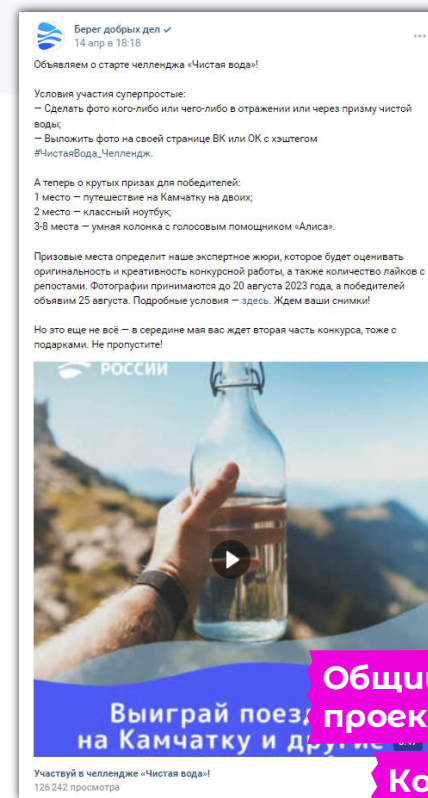 Берег добрых дел
14 апр в 18:18
Объявляем о старте челленджа «Чистая вода»!
Условия участия суперпростые:
— Сделать фото кого-либо или чего-либо в отражении или через призму чистой
воды;
— Выложить фото на своей странице ВК или ОК с хэштегом
#ЧистаяВода_Челлендж.
А теперь о крутых призах для победителей:
1 место — путешествие на Камчатку на двоих;
2 место — классный ноутбук;
3-8 места — умная колонка с голосовым помощником «Алиса».
Призовые места определит наше экспертное жюри, которое будет оценивать
оригинальность и креативность конкурсной работы, а также количество лайков с
репостами. Фотографии принимаются до 20 августа 2023 года, а победителей
объявим 25 августа. Подробные условия — здесь. Ждем ваши снимки!
Но это еще не всё — в середине мая вас ждет вторая часть конкурса, тоже с
подарками. Не пропустите!
РОССИИ
Выиграй
на Камчатку и другие
Общи
проек
Ко
Участвуй в челлендже «Чистая вода»!
126 242 просмотра